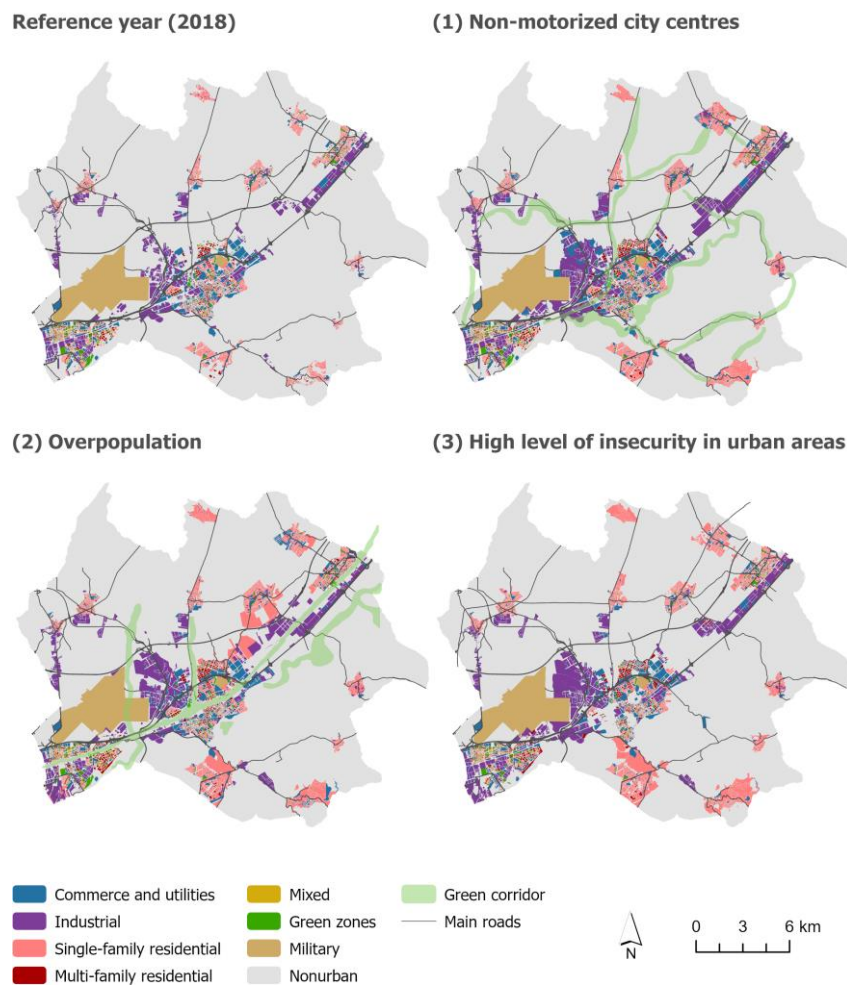 Reference year (2018)
(1) Non-motorized city centres
(2) Overpopulation
(3) High level of insecurity in urban areas
Commerce and utilities
Industrial
Single-family residential
Multi-family residential
Mixed
Green zones
Military
Nonurban
Green corridor
Main roads
N
0 3 6 km